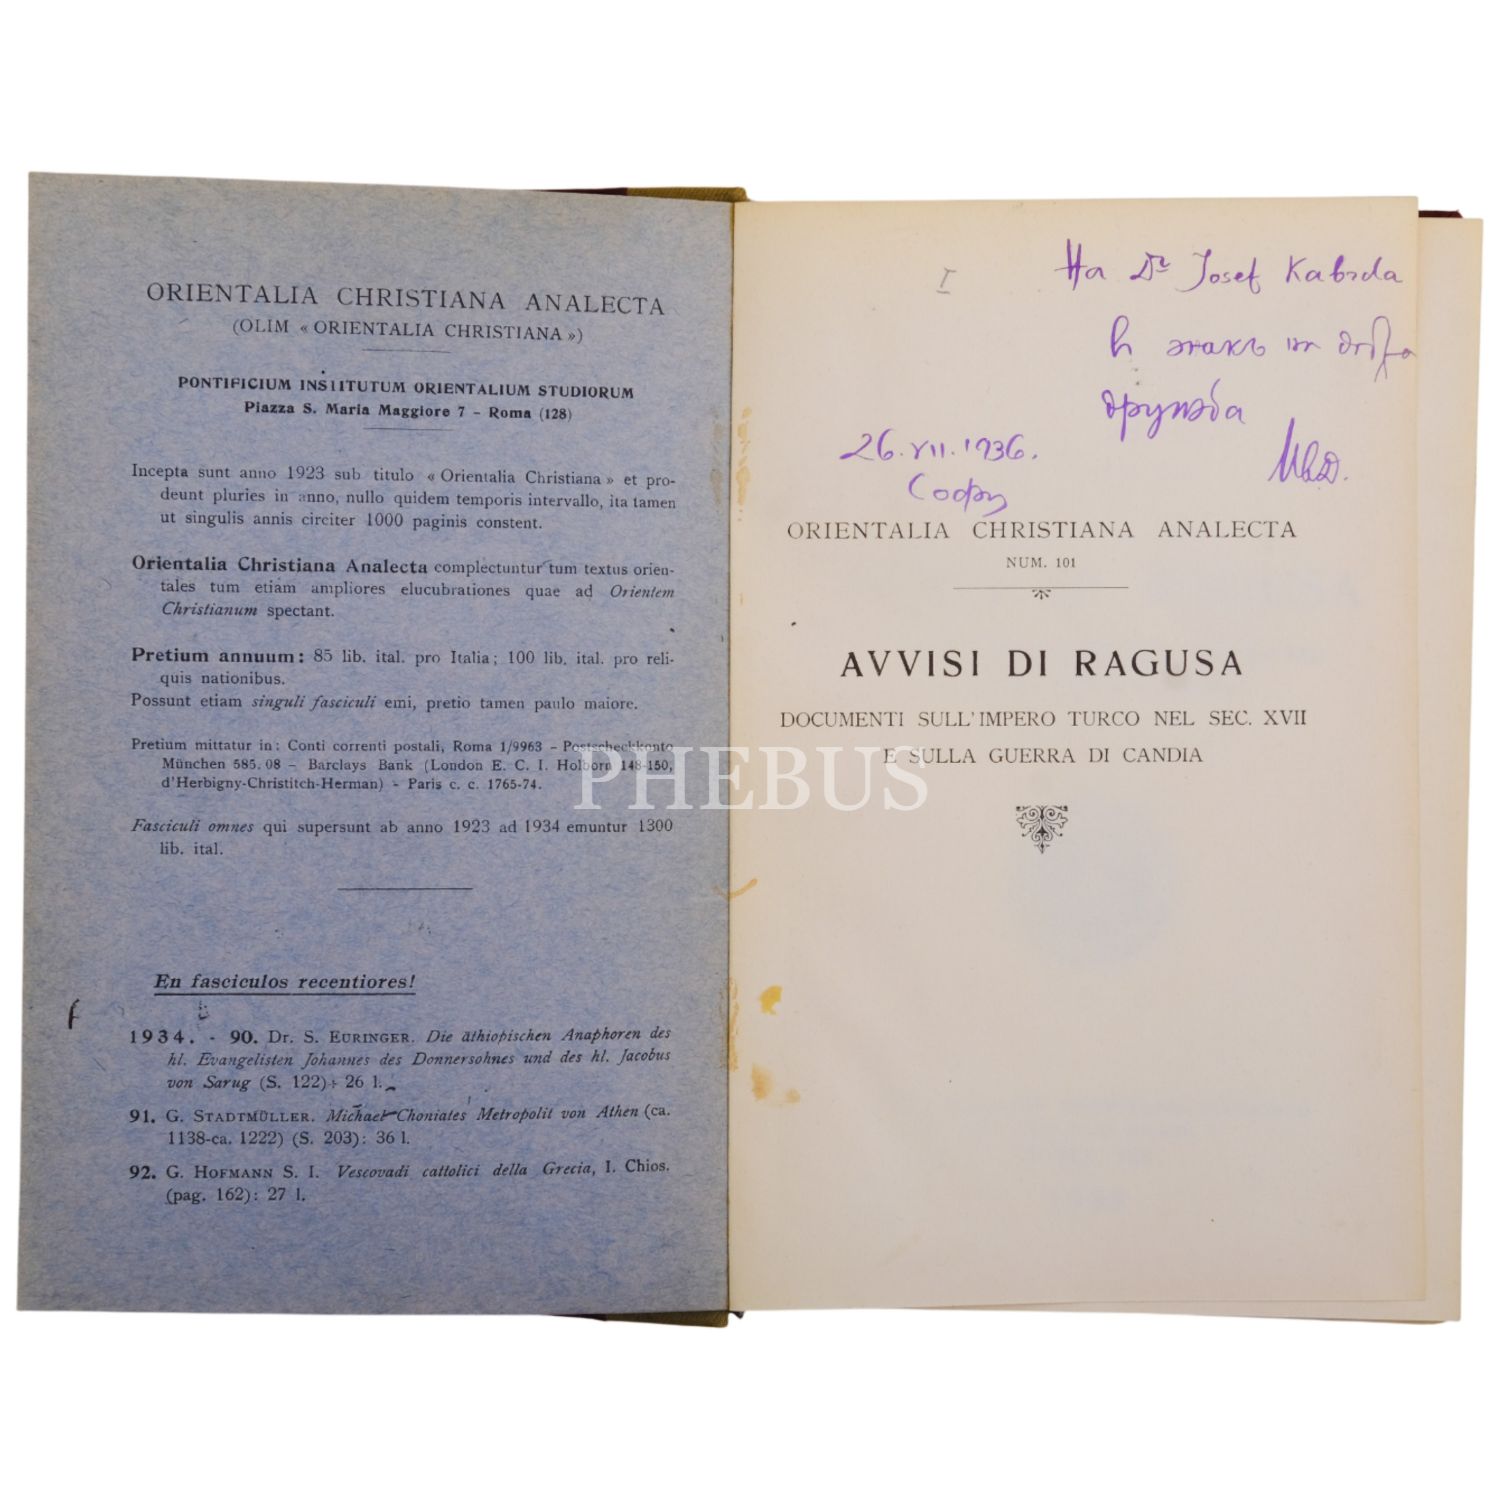 ORIENTALIA CHRISTIANA ANALECTA
(OLIM « ORIENTALIA CHRISTIANA »)
PONTIFICIUM INSTITUTUM ORIENTALIUM STUDIORUM
Piazza S. Maria Maggiore 7 - Roma (128)
Incepta sunt anno 1923 sub titulo « Orientalia Christiana » et pro-
deunt pluries in anno, nullo quidem temporis intervallo, ita tamen
ut singulis annis circiter 1000 paginis constent.
Orientalia Christiana Analecta complectuntur tum textus orien-
tales tum etiam ampliores elucubrationes quae ad Orientem
Christianum spectant.
Pretium annuum: 85 lib. ital. pro Italia; 100 lib. ital. pro reli-
quis nationibus.
Possunt etiam singuli fasciculi emi, pretio tamen paulo maiore.
Pretium mittatur in: Conti correnti postali, Roma 1/9963 - Postscheckkonto
München 585.08 - Barclays Bank (London E. C. I. Holborn 148-150,
d'Herbigny-Christitch-Herman) - Paris c. c. 1765-74.
Fasciculi omnes qui supersunt ab anno 1923 ad 1934 emuntur 1300
lib. ital.
En fasciculos recentiores!
1934. - 90. Dr. S. EURINGER. Die äthiopischen Anaphoren des
hl. Evangelisten Johannes des Donnersohnes und des hl. Jacobus
von Sarug (S. 122): 26 l.
91. G. STADTMÜLLER. Michael Choniates Metropolit von Athen (ca.
1138-ca. 1222) (S. 203): 36 l.
92. G. HOFMANN S. I. Vescovadi cattolici della Grecia, I. Chios.
(pag. 162): 27 l.
I
На Dr Josef Kabrda
знакъ на
дружба
26.VII.1936.
София
ORIENTALIA CHRISTIANA ANALECTA
NUM. 101
AVVISI DI RAGUSA
DOCUMENTI SULL'IMPERO TURCO NEL SEC. XVII
E SULLA GUERRA DI CANDIA
PHEBUS